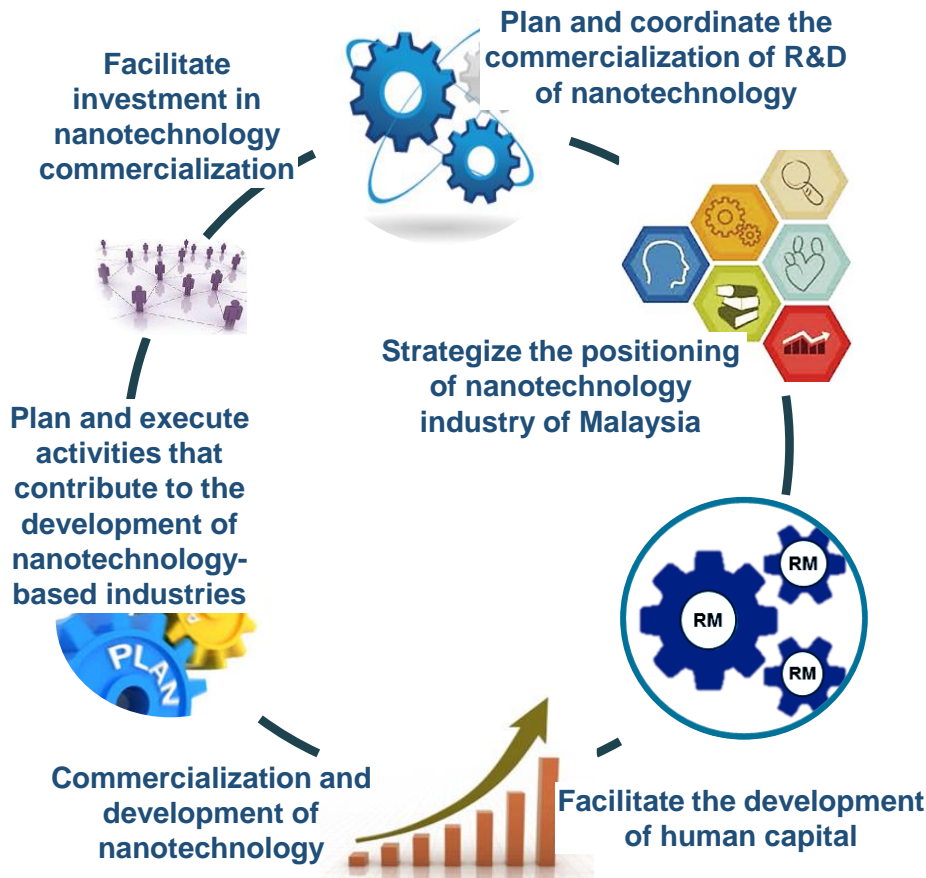 Plan and coordinate the
commercialization of R&D
of nanotechnology
Facilitate
investment in
nanotechnology
commercialization
Strategize the positioning
of nanotechnology
industry of Malaysia
Plan and execute
activities that
contribute to the
development of
nanotechnology-
based industries
RM
RM
RM
PLAN
Commercialization and
development of
nanotechnology
Facilitate the development
of human capital